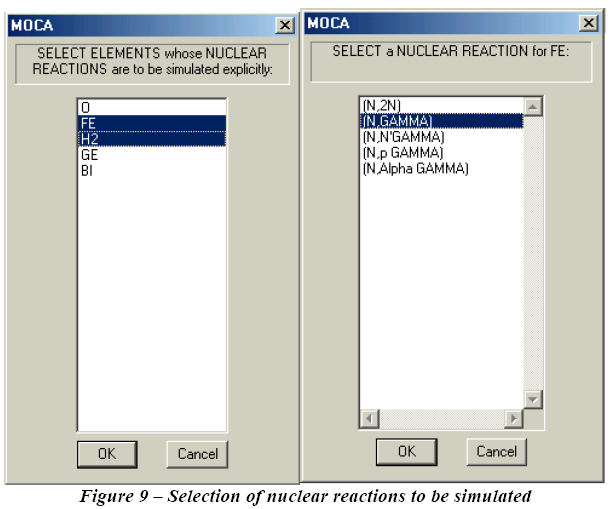 MOCA
SELECT ELEMENTS whose NUCLEAR
REACTIONS are to be simulated explicitly:
O
FE
H2
GE
BI
OK
Cancel
MOCA
SELECT a NUCLEAR REACTION for FE:
(N,2N)
(N,GAMMA)
(N,N'GAMMA)
(N,p GAMMA)
(N,Alpha GAMMA)
OK
Cancel
Figure 9 – Selection of nuclear reactions to be simulated